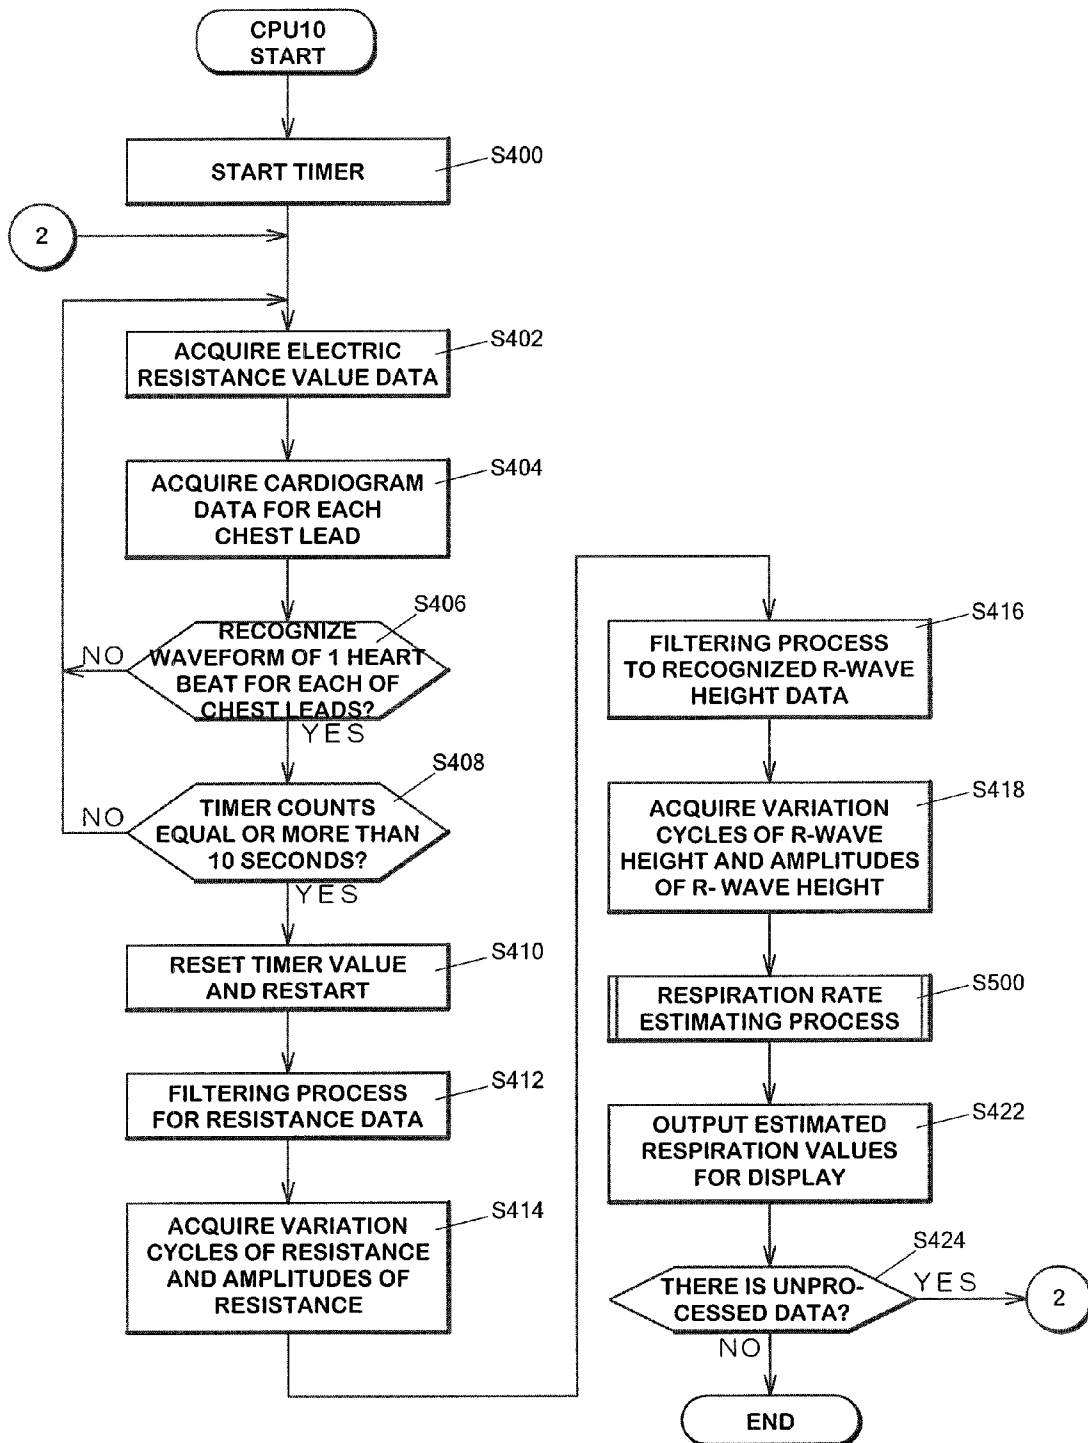 CPU10
START
START TIMER
S400
2
ACQUIRE ELECTRIC
RESISTANCE VALUE DATA
S402
ACQUIRE CARDIOGRAM
DATA FOR EACH
CHEST LEAD
S404
RECOGNIZE
WAVEFORM OF 1 HEART
BEAT FOR EACH OF
CHEST LEADS?
S406
NO
YES
TIMER COUNTS
EQUAL OR MORE THAN
10 SECONDS?
S408
NO
YES
RESET TIMER VALUE
AND RESTART
S410
FILTERING PROCESS
FOR RESISTANCE DATA
S412
ACQUIRE VARIATION
CYCLES OF RESISTANCE
AND AMPLITUDES OF
RESISTANCE
S414
FILTERING PROCESS
TO RECOGNIZED R-WAVE
HEIGHT DATA
S416
ACQUIRE VARIATION
CYCLES OF R-WAVE
HEIGHT AND AMPLITUDES
OF R- WAVE HEIGHT
S418
RESPIRATION RATE
ESTIMATING PROCESS
S500
OUTPUT ESTIMATED
RESPIRATION VALUES
FOR DISPLAY
S422
THERE IS UNPRO-
CESSED DATA?
S424
YES
2
NO
END